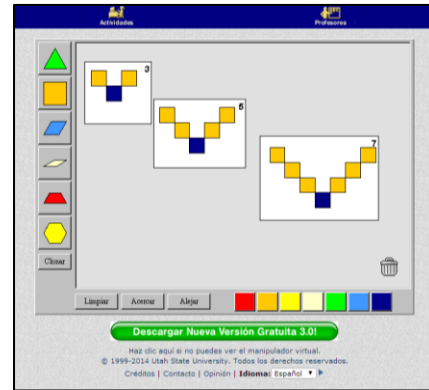 Actividades
Profesores
3
5
7
Clonar
Limpiar
Acercar
Alejar
Descargar Nueva Versión Gratuita 3.0!
Haz clic aquí si no puedes ver el manipulador virtual.
© 1999-2014 Utah State University. Todos los derechos reservados.
Créditos | Contacto | Opinión | Idioma: Español